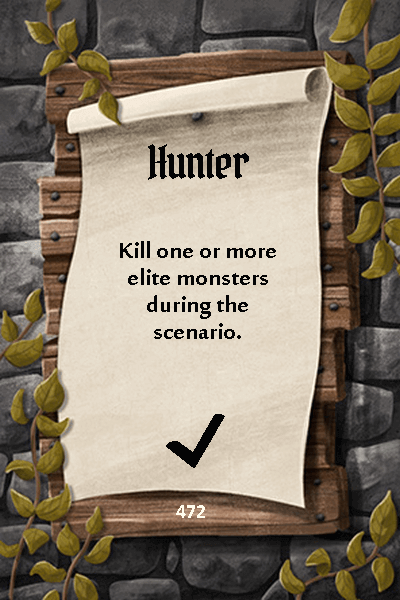 Hunter
Kill one or more
elite monsters
during the
scenario.
472